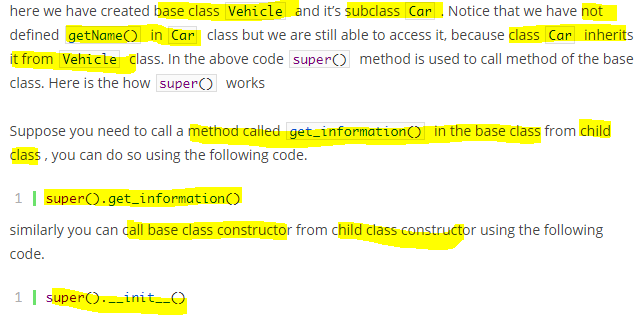 here we have created base class Vehicle and it's subclass Car . Notice that we have not
defined getName() in Car class but we are still able to access it, because class Car inherits
it from Vehicle class. In the above code super() method is used to call method of the base
class. Here is the how super() works
Suppose you need to call a method called get_information() in the base class from child
class , you can do so using the following code.
1 super().get_information()
similarly you can call base class constructor from child class constructor using the following
code.
1 super().__init__()